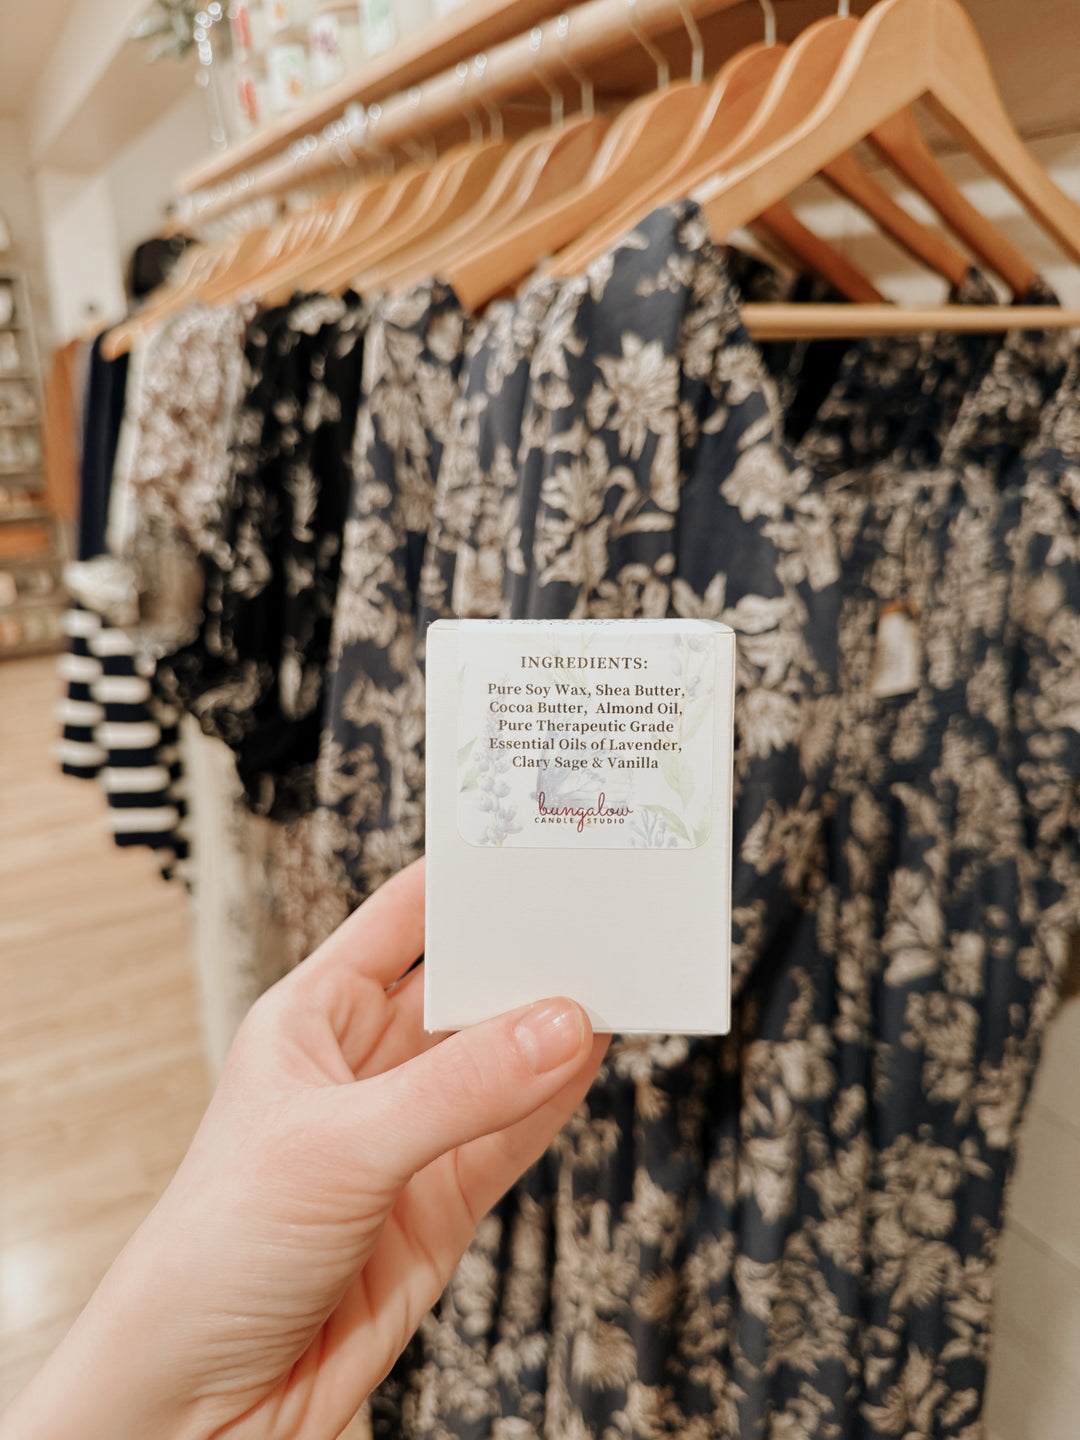 INGREDIENTS:
Pure Soy Wax, Shea Butter,
Cocoa Butter, Almond Oil,
Pure Therapeutic Grade
Essential Oils of Lavender,
Clary Sage & Vanilla
bungalow
CANDLE STUDIO